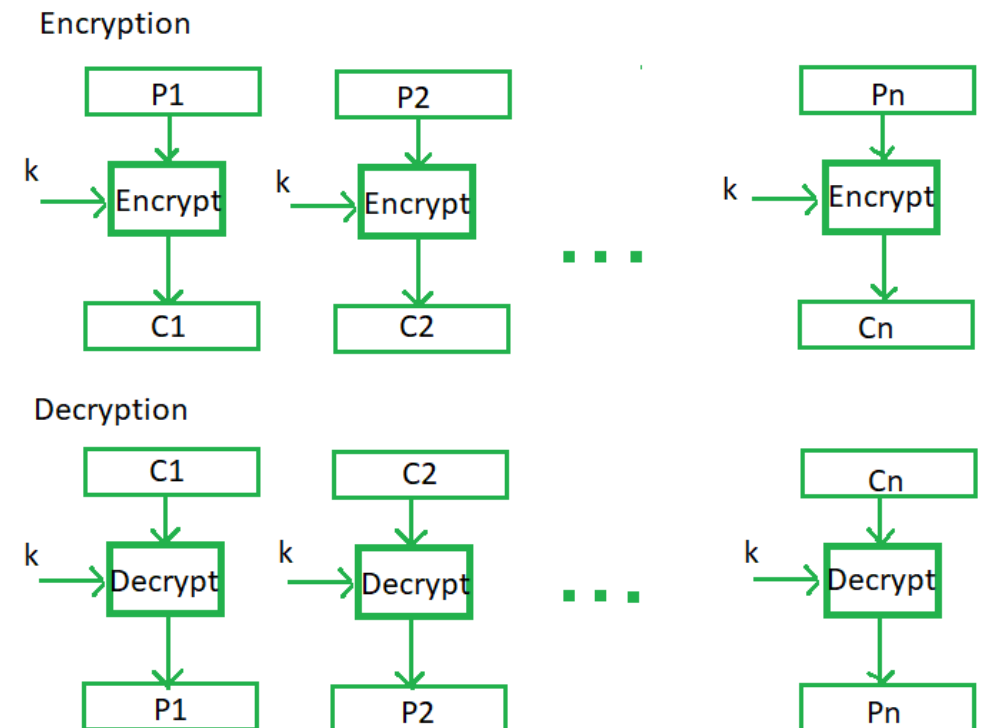 Encryption
P1 P2 Pn
k Encrypt k Encrypt k Encrypt
C1 C2 Cn
Decryption
C1 C2 Cn
k Decrypt k Decrypt k Decrypt
P1 P2 Pn